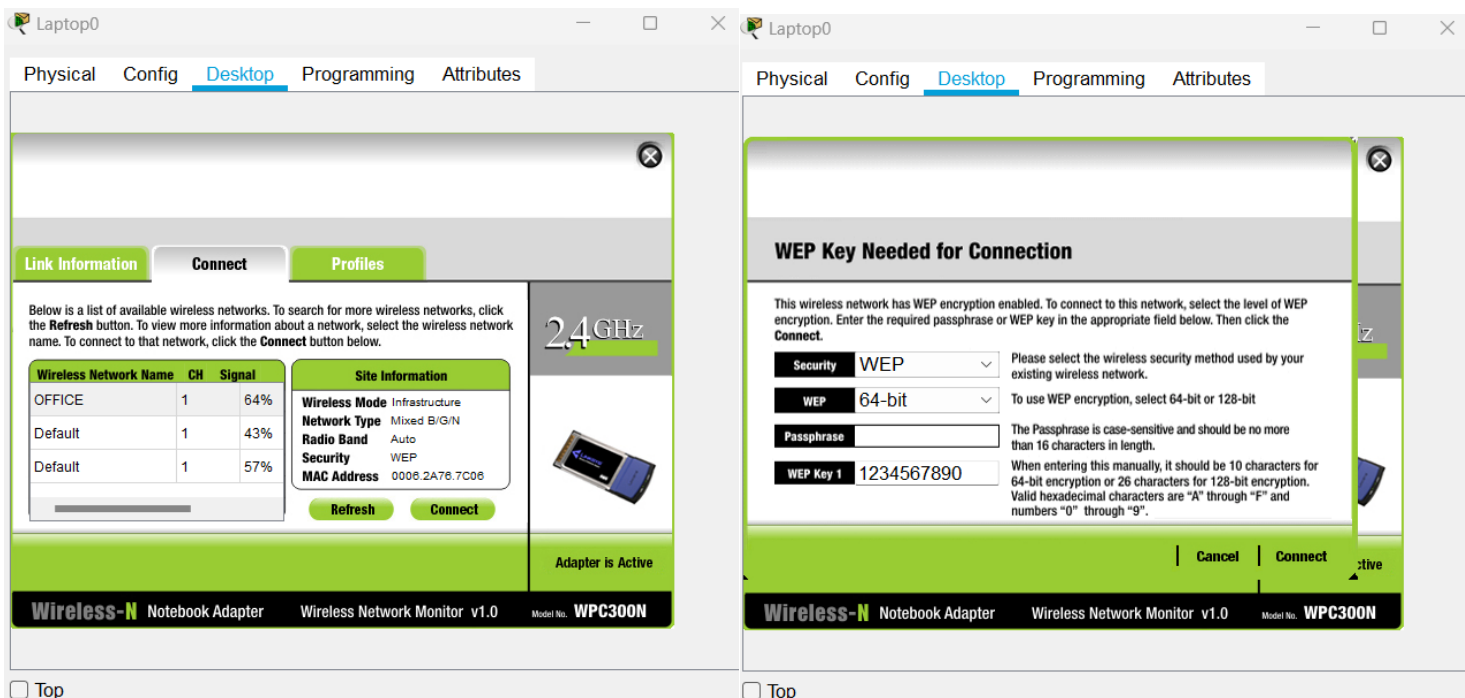 Laptop0
Physical Config Desktop Programming Attributes
Link Information Connect Profiles
Below is a list of available wireless networks. To search for more wireless networks, click
the Refresh button. To view more information about a network, select the wireless network
name. To connect to that network, click the Connect button below.
2.4GHz
Wireless Network Name CH Signal
OFFICE 1 64%
Default 1 43%
Default 1 57%
Site Information
Wireless Mode Infrastructure
Network Type Mixed B/G/N
Radio Band Auto
Security WEP
MAC Address 0006.2A76.7C06
Refresh Connect
Adapter is Active
Wireless-N Notebook Adapter Wireless Network Monitor v1.0 Model No. WPC300N
Top
Laptop0
Physical Config Desktop Programming Attributes
WEP Key Needed for Connection
This wireless network has WEP encryption enabled. To connect to this network, select the level of WEP
encryption. Enter the required passphrase or WEP key in the appropriate field below. Then click the
Connect.
Security WEP
Please select the wireless security method used by your
existing wireless network.
WEP 64-bit
To use WEP encryption, select 64-bit or 128-bit
Passphrase
The Passphrase is case-sensitive and should be no more
than 16 characters in length.
WEP Key 1 1234567890
When entering this manually, it should be 10 characters for
64-bit encryption or 26 characters for 128-bit encryption.
Valid hexadecimal characters are "A" through "F" and
numbers "0" through "9".
z
Cancel Connect
ctive
Wireless-N Notebook Adapter Wireless Network Monitor v1.0 Model No. WPC300N
Top